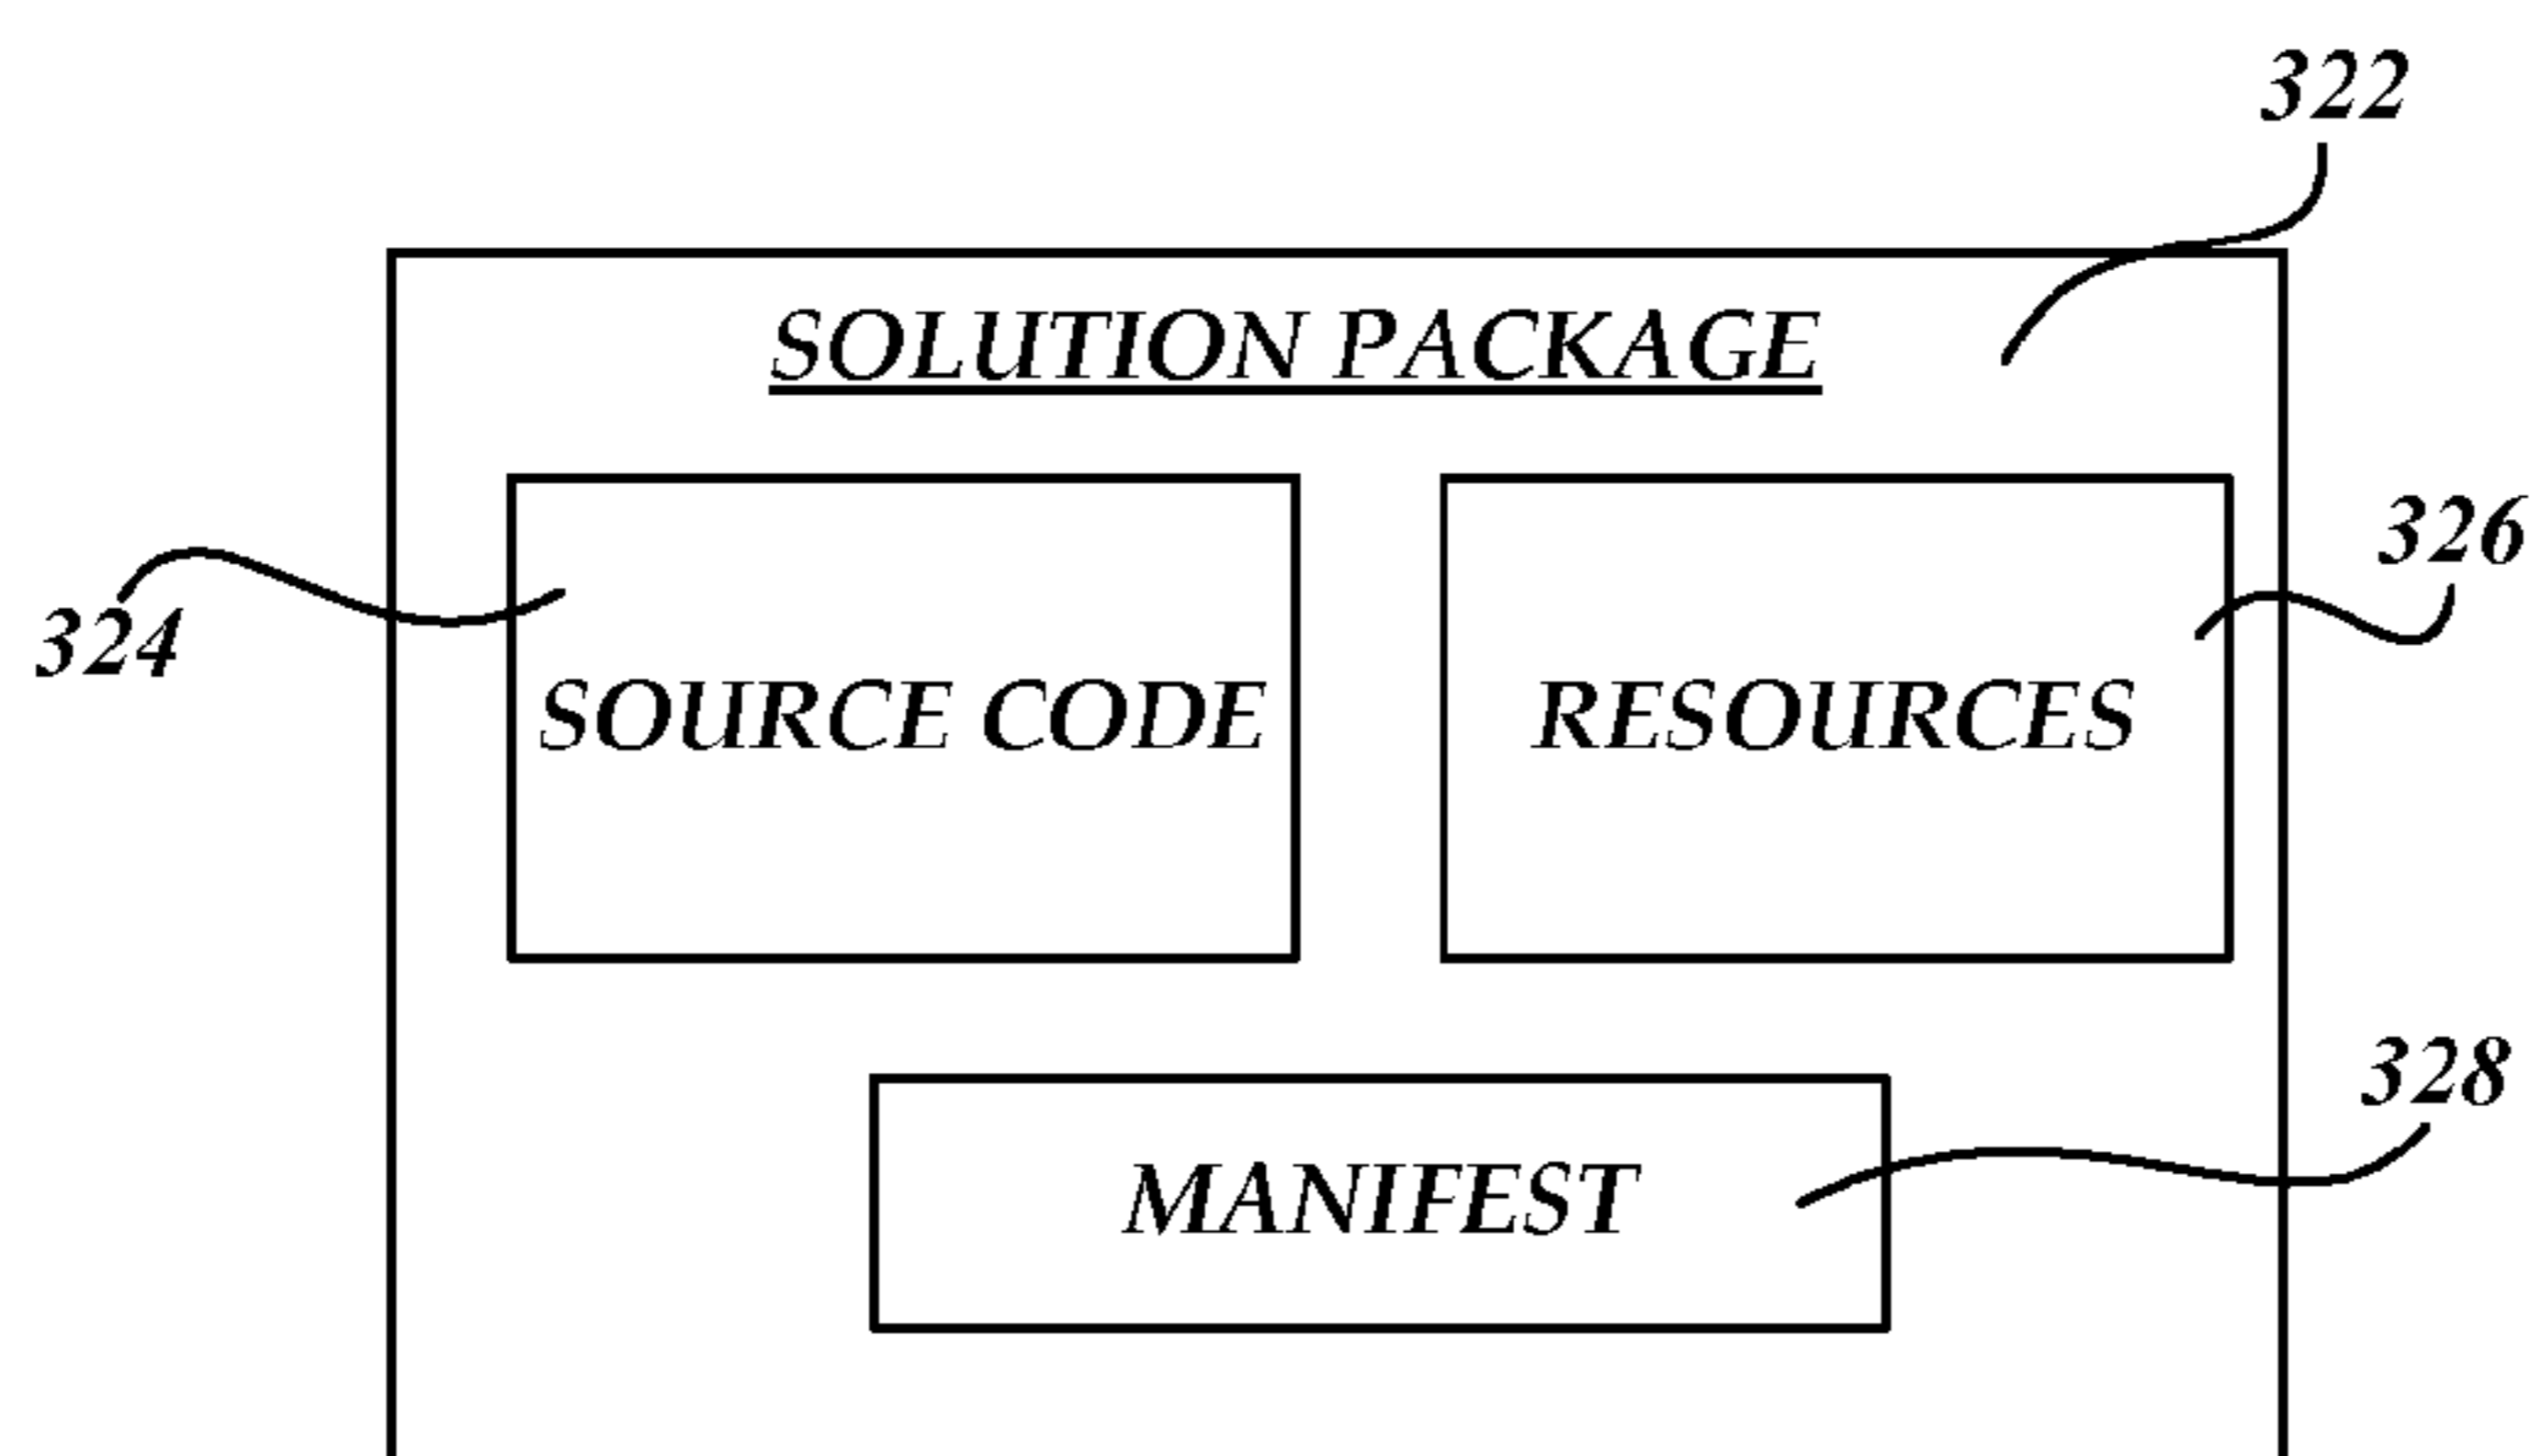 322
SOLUTION PACKAGE
326
324
SOURCE CODE
RESOURCES
328
MANIFEST